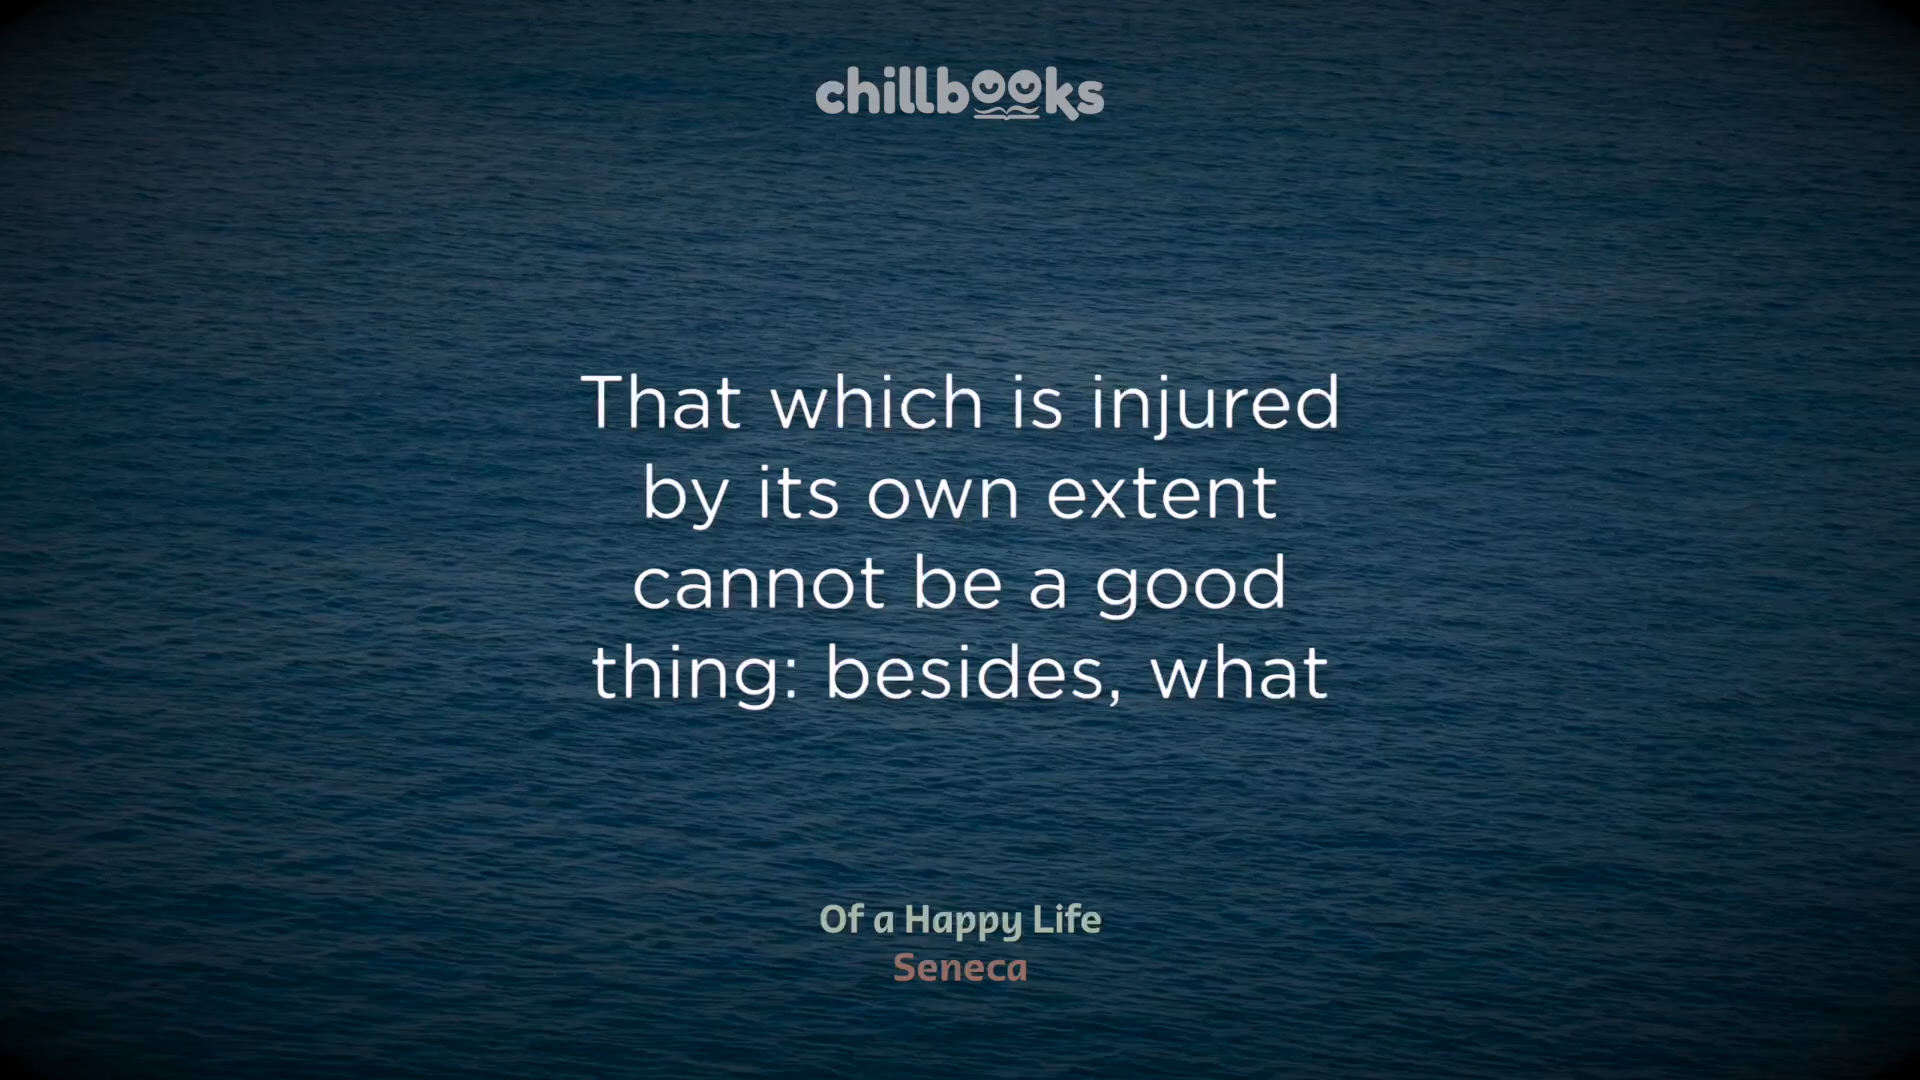 chillbooks
That which is injured
by its own extent
cannot be a good
thing: besides, what
Of a Happy Life
Seneca